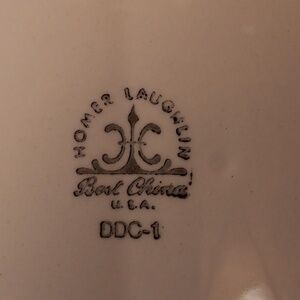 HOMER LAUGHLIN
Best China
U.S.A.
DDC-1